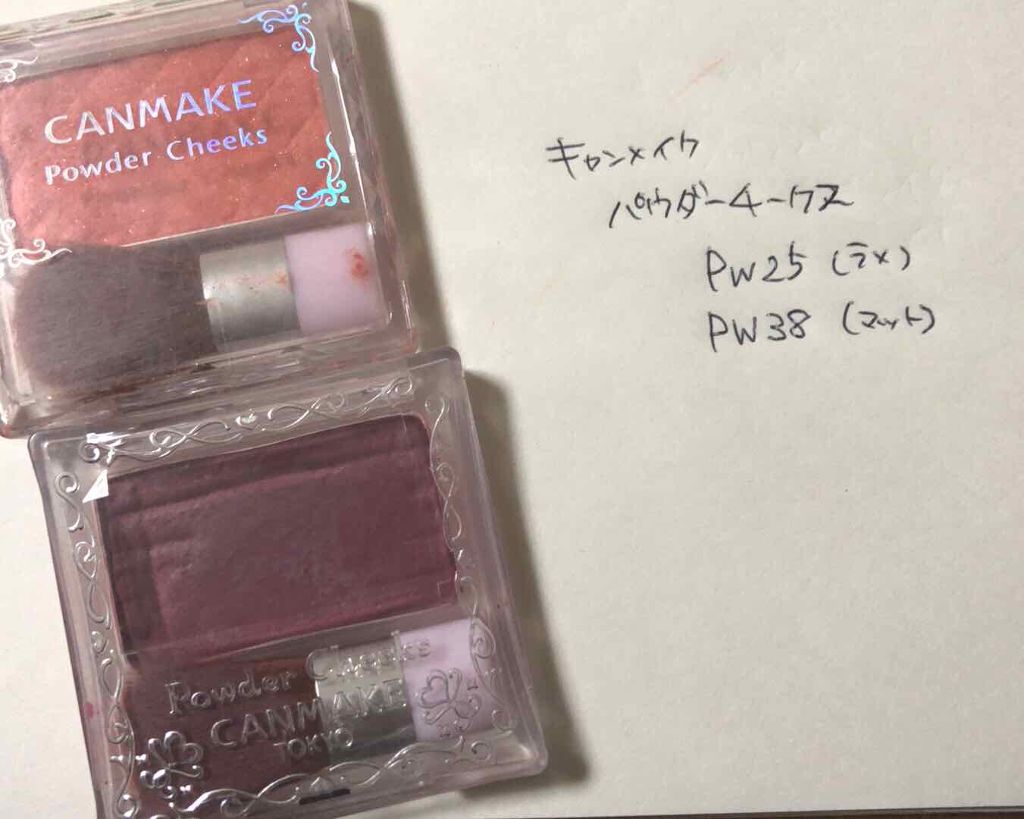 CANMAKE
Powder Cheeks
キャンメイク
パウダーチークス
PW25 (ラメ)
PW38 (マット)
Powder Cheeks
CANMAKE
TOKYO